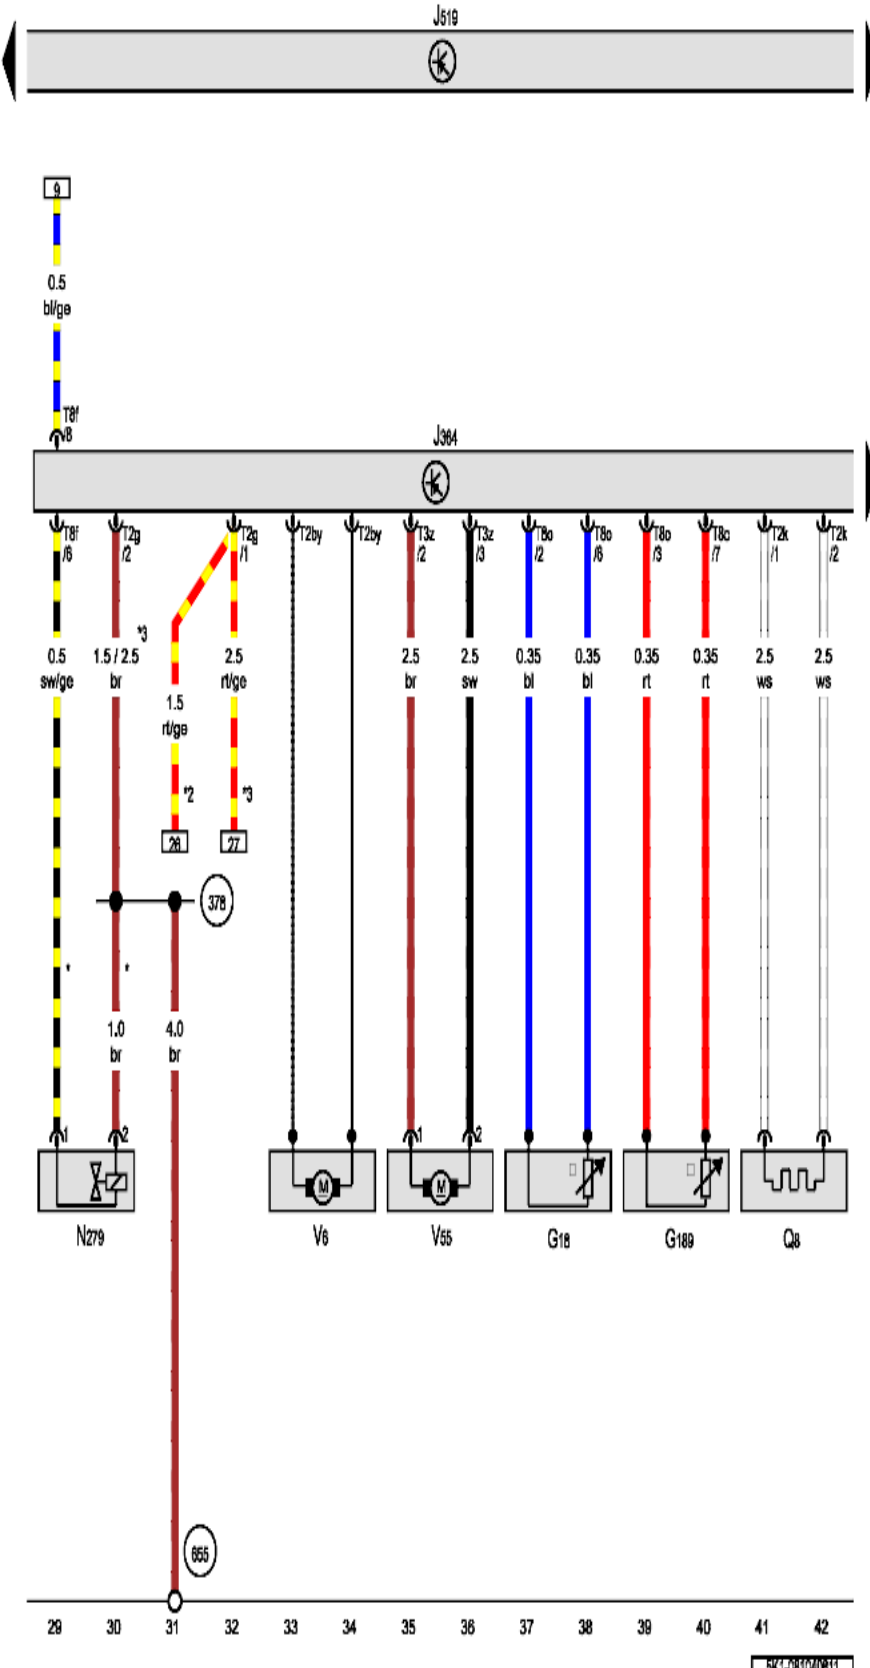 J519
9
0.5
bl/ge
T8f
/8
J364
T8f
/6
T2g
/2
T2g
/1
T2by
T2by
T3z
/2
T3z
/3
T8o
/2
T8o
/6
T8o
/3
T8o
/7
T2k
/1
T2k
/2
*3
0.5
sw/ge
1.5 / 2.5
br
1.5
rt/ge
2.5
rt/ge
2.5
br
2.5
sw
0.35
bl
0.35
bl
0.35
rt
0.35
rt
2.5
ws
2.5
ws
*2
*3
26
27
378
*
*
1.0
br
4.0
br
1
2
1
2
M
M
N279
V6
V55
G18
G189
Q8
655
29 30 31 32 33 34 35 36 37 38 39 40 41 42